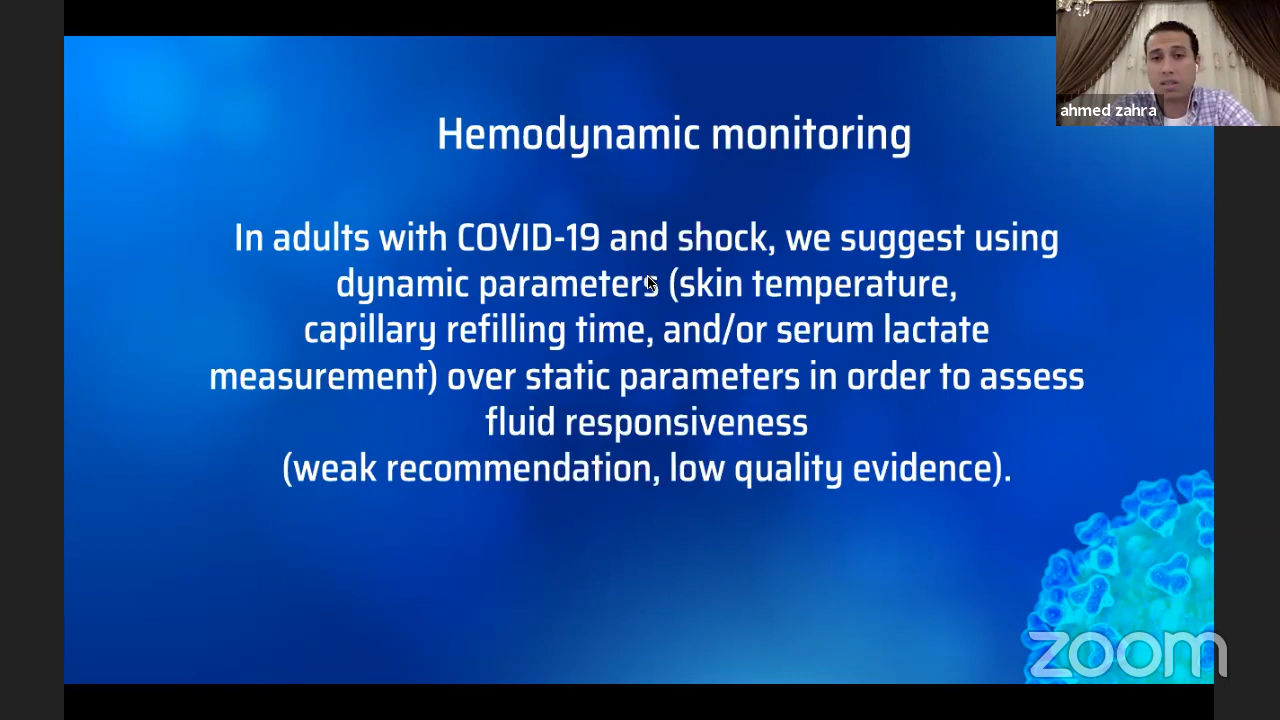 ahmed zahra
Hemodynamic monitoring
In adults with COVID-19 and shock, we suggest using
dynamic parameters (skin temperature,
capillary refilling time, and/or serum lactate
measurement) over static parameters in order to assess
fluid responsiveness
(weak recommendation, low quality evidence).
zoom